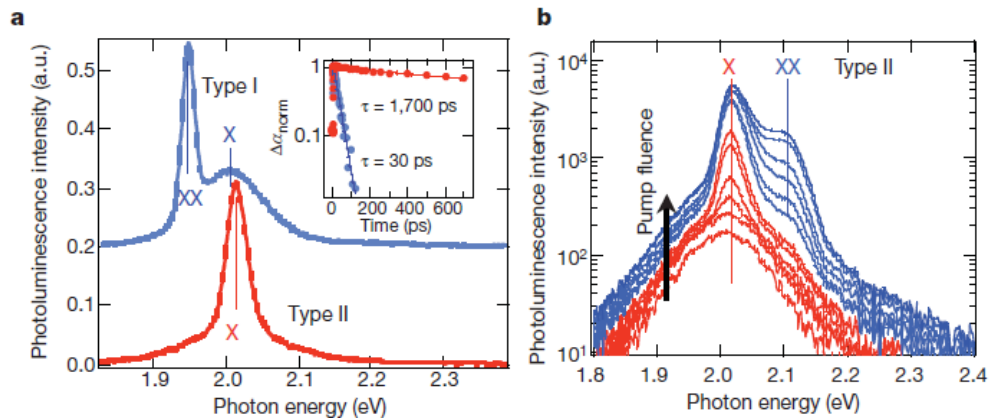 a
Photoluminescence intensity (a.u.)
0.5
0.4
0.3
0.2
0.1
0.0
Type I
X
XX
X
Type II
1.9 2.0 2.1 2.2 2.3
Photon energy (eV)
Δα norm
1
0.1
τ = 1,700 ps
τ = 30 ps
0 200 400 600
Time (ps)
b
Photoluminescence intensity (a.u.)
10⁴
10³
10²
10¹
X XX Type II
Pump fluence
1.8 1.9 2.0 2.1 2.2 2.3 2.4
Photon energy (eV)